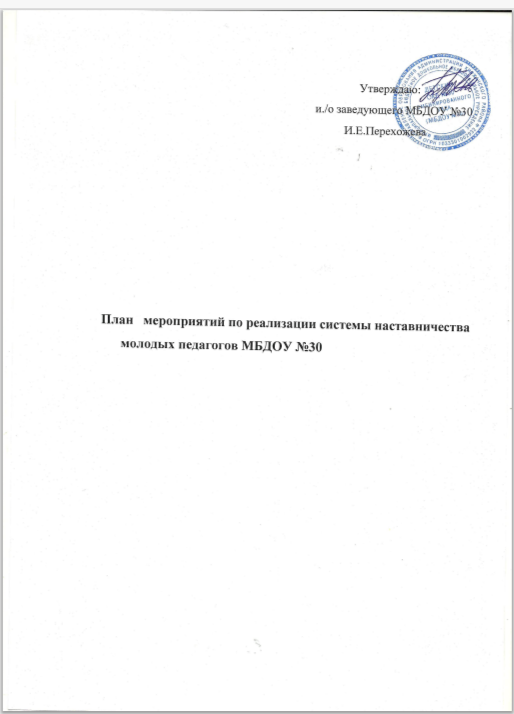 Утверждаю:
и./о заведующего МБДОУ №30
И.Е.Перехожева
План мероприятий по реализации системы наставничества
молодых педагогов МБДОУ №30